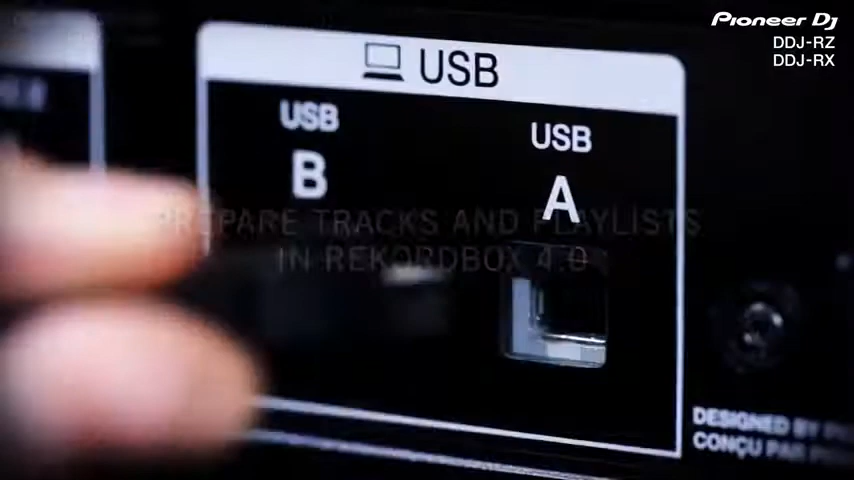 Pioneer Dj
DDJ-RZ
DDJ-RX
USB
USB
B
USB
A
PREPARE TRACKS AND PLAYLISTS
IN REKORDBOX 4.0
DESIGNED BY
CONÇU PAR